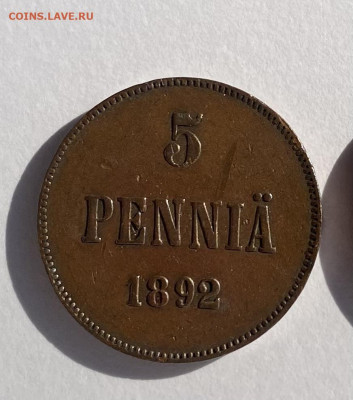 COINS.LAVE.RU
5
PENNIÄ
1892